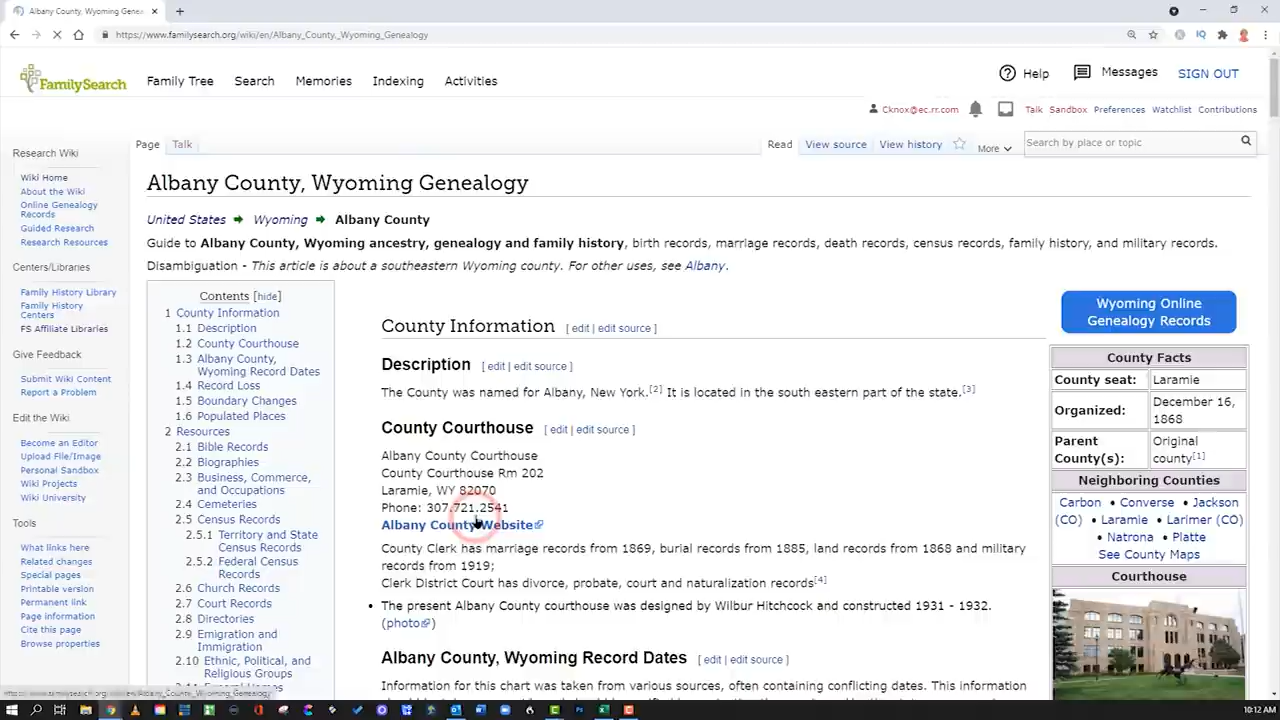 Albany County, Wyoming Geneal
https://www.familysearch.org/wiki/en/Albany_County,_Wyoming_Genealogy
FamilySearch
Family Tree
Search
Memories
Indexing
Activities
Help
Messages
SIGN OUT
Cknox@ec.rr.com
Talk
Sandbox
Preferences
Watchlist
Contributions
Page
Talk
Read
View source
View history
More
Search by place or topic
Research Wiki
Wiki Home
About the Wiki
Online Genealogy
Records
Guided Research
Research Resources
Centers/Libraries
Family History Library
Family History
Centers
FS Affiliate Libraries
Give Feedback
Submit Wiki Content
Report a Problem
Edit the Wiki
Become an Editor
Upload File/Image
Personal Sandbox
Wiki Projects
Wiki University
Tools
What links here
Related changes
Special pages
Printable version
Permanent link
Page information
Cite this page
Browse properties
Albany County, Wyoming Genealogy
United States Wyoming Albany County
Guide to Albany County, Wyoming ancestry, genealogy and family history, birth records, marriage records, death records, census records, family history, and military records.
Disambiguation - This article is about a southeastern Wyoming county. For other uses, see Albany.
Contents [hide]
1 County Information
1.1 Description
1.2 County Courthouse
1.3 Albany County,
Wyoming Record Dates
1.4 Record Loss
1.5 Boundary Changes
1.6 Populated Places
2 Resources
2.1 Bible Records
2.2 Biographies
2.3 Business, Commerce,
and Occupations
2.4 Cemeteries
2.5 Census Records
2.5.1 Territory and State
Census Records
2.5.2 Federal Census
Records
2.6 Church Records
2.7 Court Records
2.8 Directories
2.9 Emigration and
Immigration
2.10 Ethnic, Political, and
Religious Groups
County Information [ edit | edit source ]
Description [ edit | edit source ]
The County was named for Albany, New York.[2] It is located in the south eastern part of the state.[3]
County Courthouse [ edit | edit source ]
Albany County Courthouse
County Courthouse Rm 202
Laramie, WY 82070
Phone: 307.721.2541
Albany County Website
County Clerk has marriage records from 1869, burial records from 1885, land records from 1868 and military
records from 1919;
Clerk District Court has divorce, probate, court and naturalization records[4]
• The present Albany County courthouse was designed by Wilbur Hitchcock and constructed 1931 - 1932.
(photo)
Albany County, Wyoming Record Dates [ edit | edit source ]
Information for this chart was taken from various sources, often containing conflicting dates. This information
Wyoming Online
Genealogy Records
County Facts
County seat: Laramie
Organized: December 16,
1868
Parent
County(s): Original
county[1]
Neighboring Counties
Carbon • Converse • Jackson
(CO) • Laramie • Larimer (CO)
• Natrona • Platte
See County Maps
Courthouse
10:12 AM